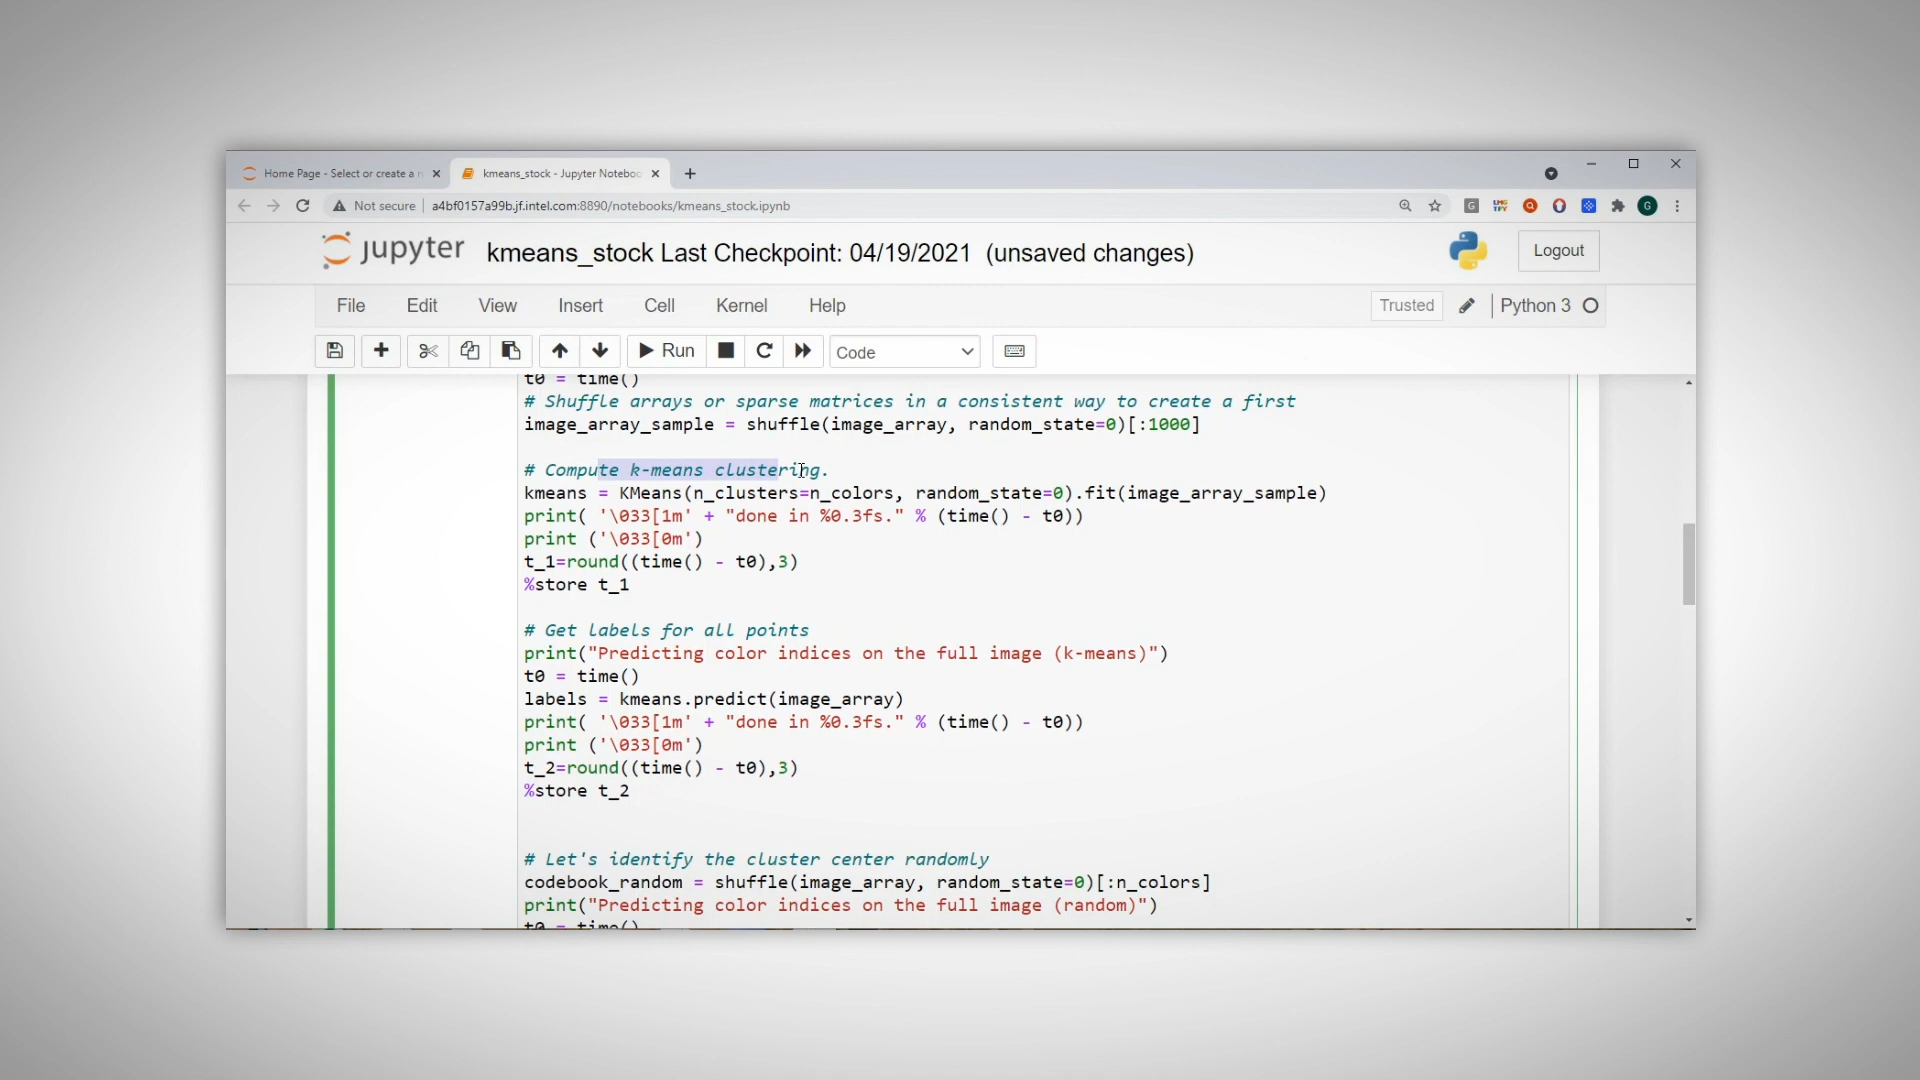 Home Page - Select or create a n
kmeans_stock - Jupyter Noteboo
Not secure
a4bf0157a99b.jf.intel.com:8890/notebooks/kmeans_stock.ipynb
G
LMG TFY
G
jupyter
kmeans_stock Last Checkpoint: 04/19/2021 (unsaved changes)
Logout
File Edit View Insert Cell Kernel Help
Trusted
Python 3
Run
Code
t0 = time()
# Shuffle arrays or sparse matrices in a consistent way to create a first
image_array_sample = shuffle(image_array, random_state=0)[:1000]
# Compute k-means clustering.
kmeans = KMeans(n_clusters=n_colors, random_state=0).fit(image_array_sample)
print( '\033[1m' + "done in %0.3fs." % (time() - t0))
print ('\033[0m')
t_1=round((time() - t0),3)
%store t_1
# Get labels for all points
print("Predicting color indices on the full image (k-means)")
t0 = time()
labels = kmeans.predict(image_array)
print( '\033[1m' + "done in %0.3fs." % (time() - t0))
print ('\033[0m')
t_2=round((time() - t0),3)
%store t_2
# Let's identify the cluster center randomly
codebook_random = shuffle(image_array, random_state=0)[:n_colors]
print("Predicting color indices on the full image (random)")
t0 = time()